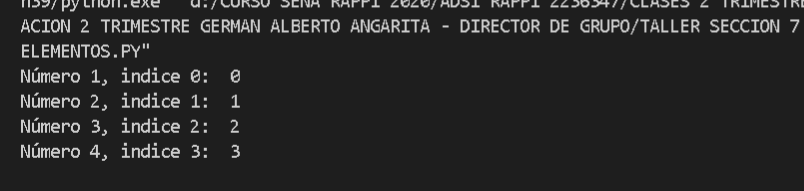 n39/python.exe" "d:/CURSO SENA RAPPI 2020/ADSI RAPPI 2236347/CLASES 2 TRIMESTRE
ACION 2 TRIMESTRE GERMAN ALBERTO ANGARITA - DIRECTOR DE GRUPO/TALLER SECCION 7
ELEMENTOS.PY"
Número 1, indice 0:  0
Número 2, indice 1:  1
Número 3, indice 2:  2
Número 4, indice 3:  3